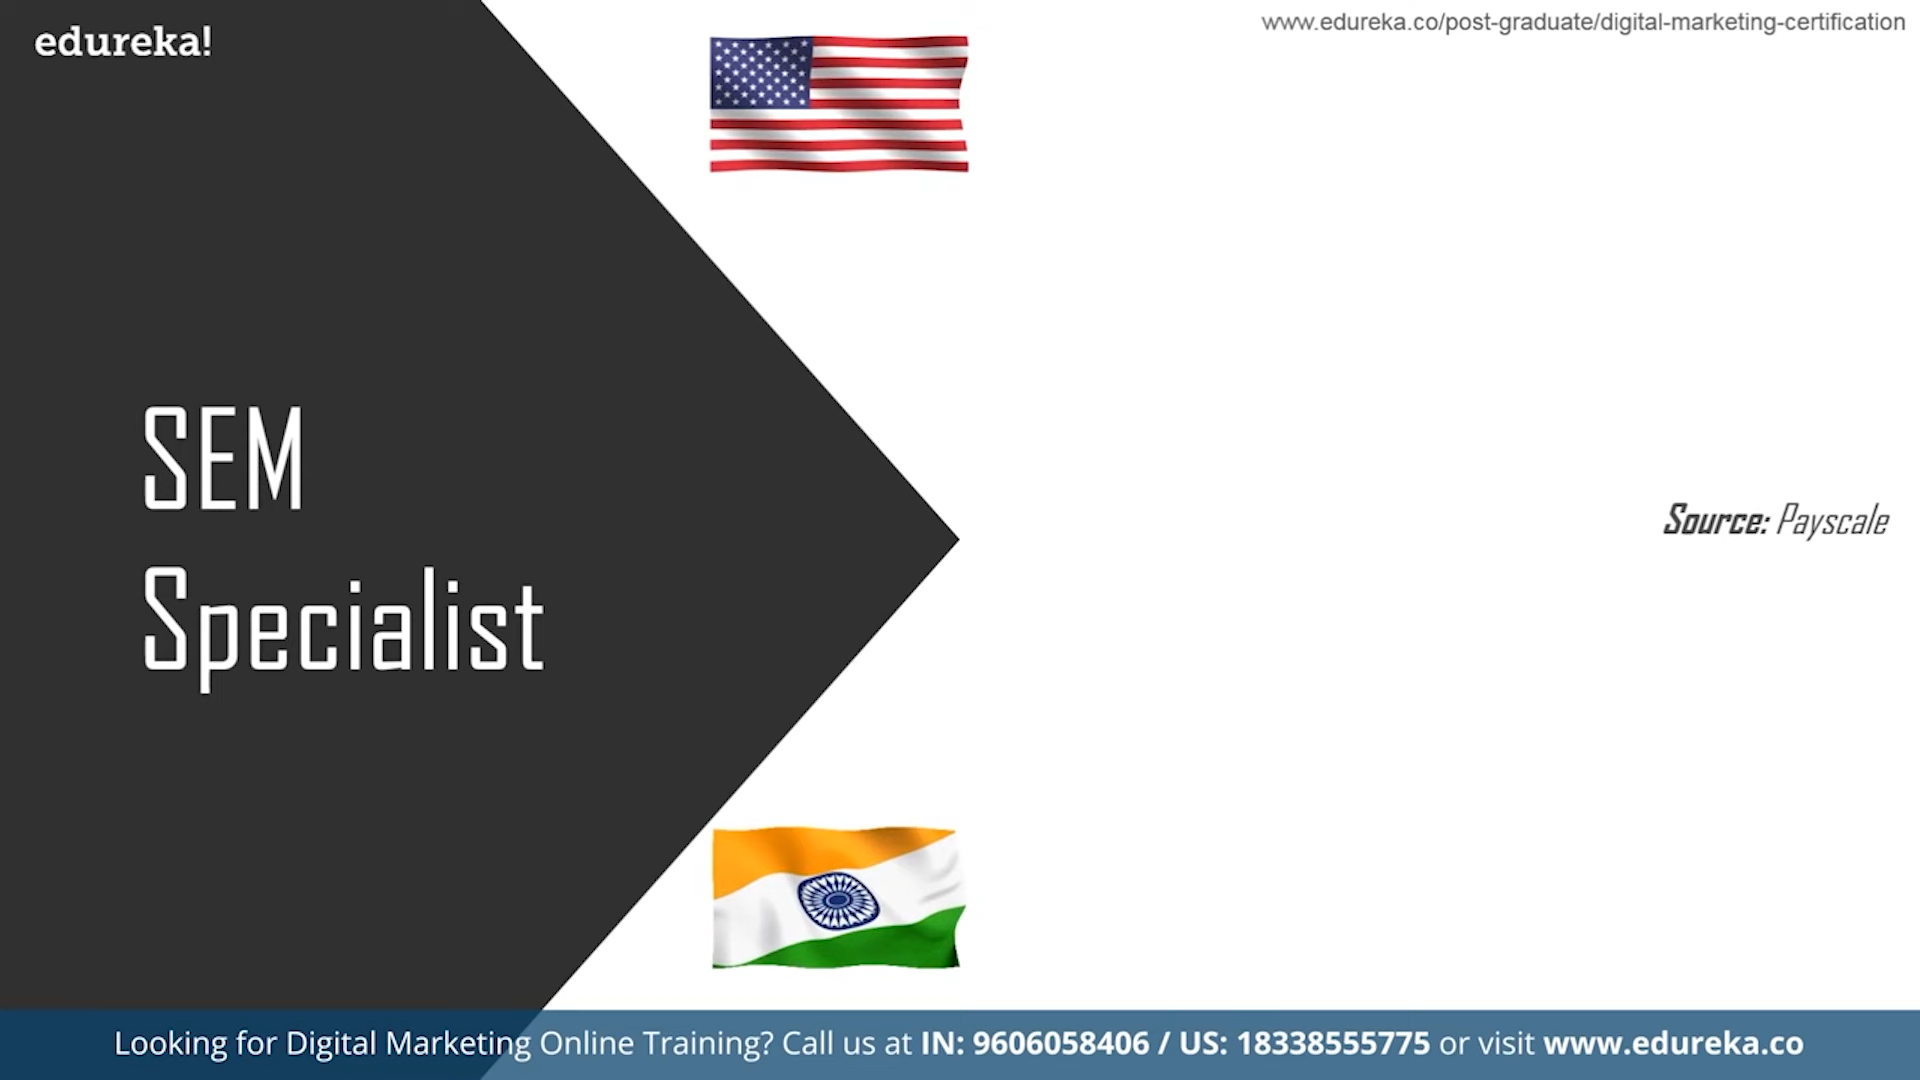 edureka!
www.edureka.co/post-graduate/digital-marketing-certification
SEM
Specialist
Source: Payscale
Looking for Digital Marketing Online Training? Call us at IN: 9606058406 / US: 18338555775 or visit www.edureka.co